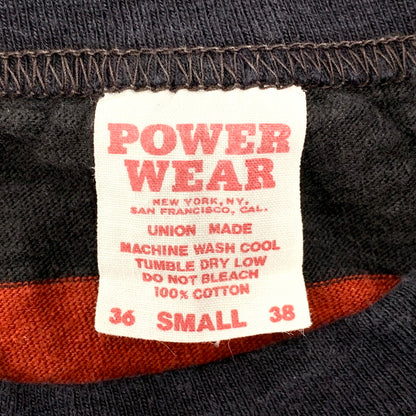 POWER
WEAR
NEW YORK, NY,
SAN FRANCISCO, CAL.
UNION MADE
MACHINE WASH COOL
TUMBLE DRY LOW
DO NOT BLEACH
100% COTTON
36 SMALL 38